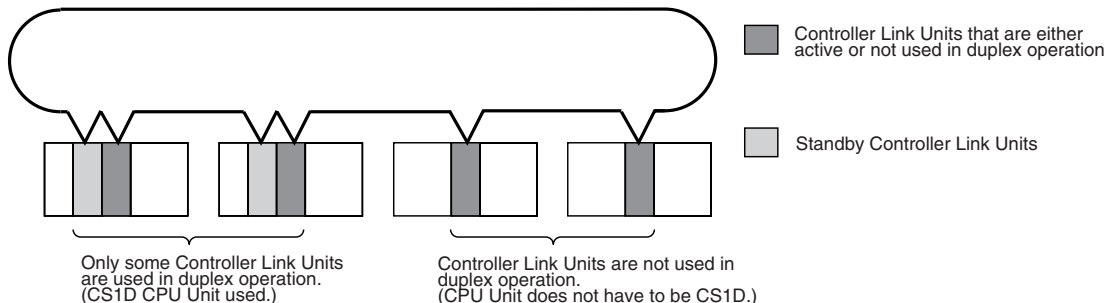 Controller Link Units that are either
active or not used in duplex operation
Standby Controller Link Units
Only some Controller Link Units
are used in duplex operation.
(CS1D CPU Unit used.)
Controller Link Units are not used in
duplex operation.
(CPU Unit does not have to be CS1D.)